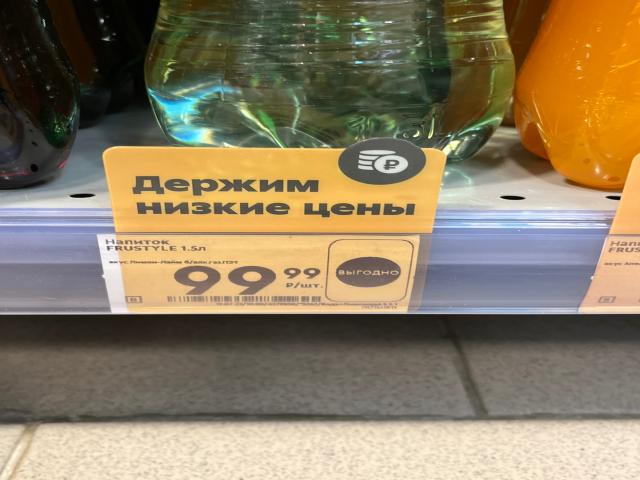 ₽
Держим
низкие цены
Напиток
FRUSTYLE 1.5л
вкус Лимон-Лайм б/алк газ.ПЭТ
99 99
₽/шт.
ВЫГОДНО